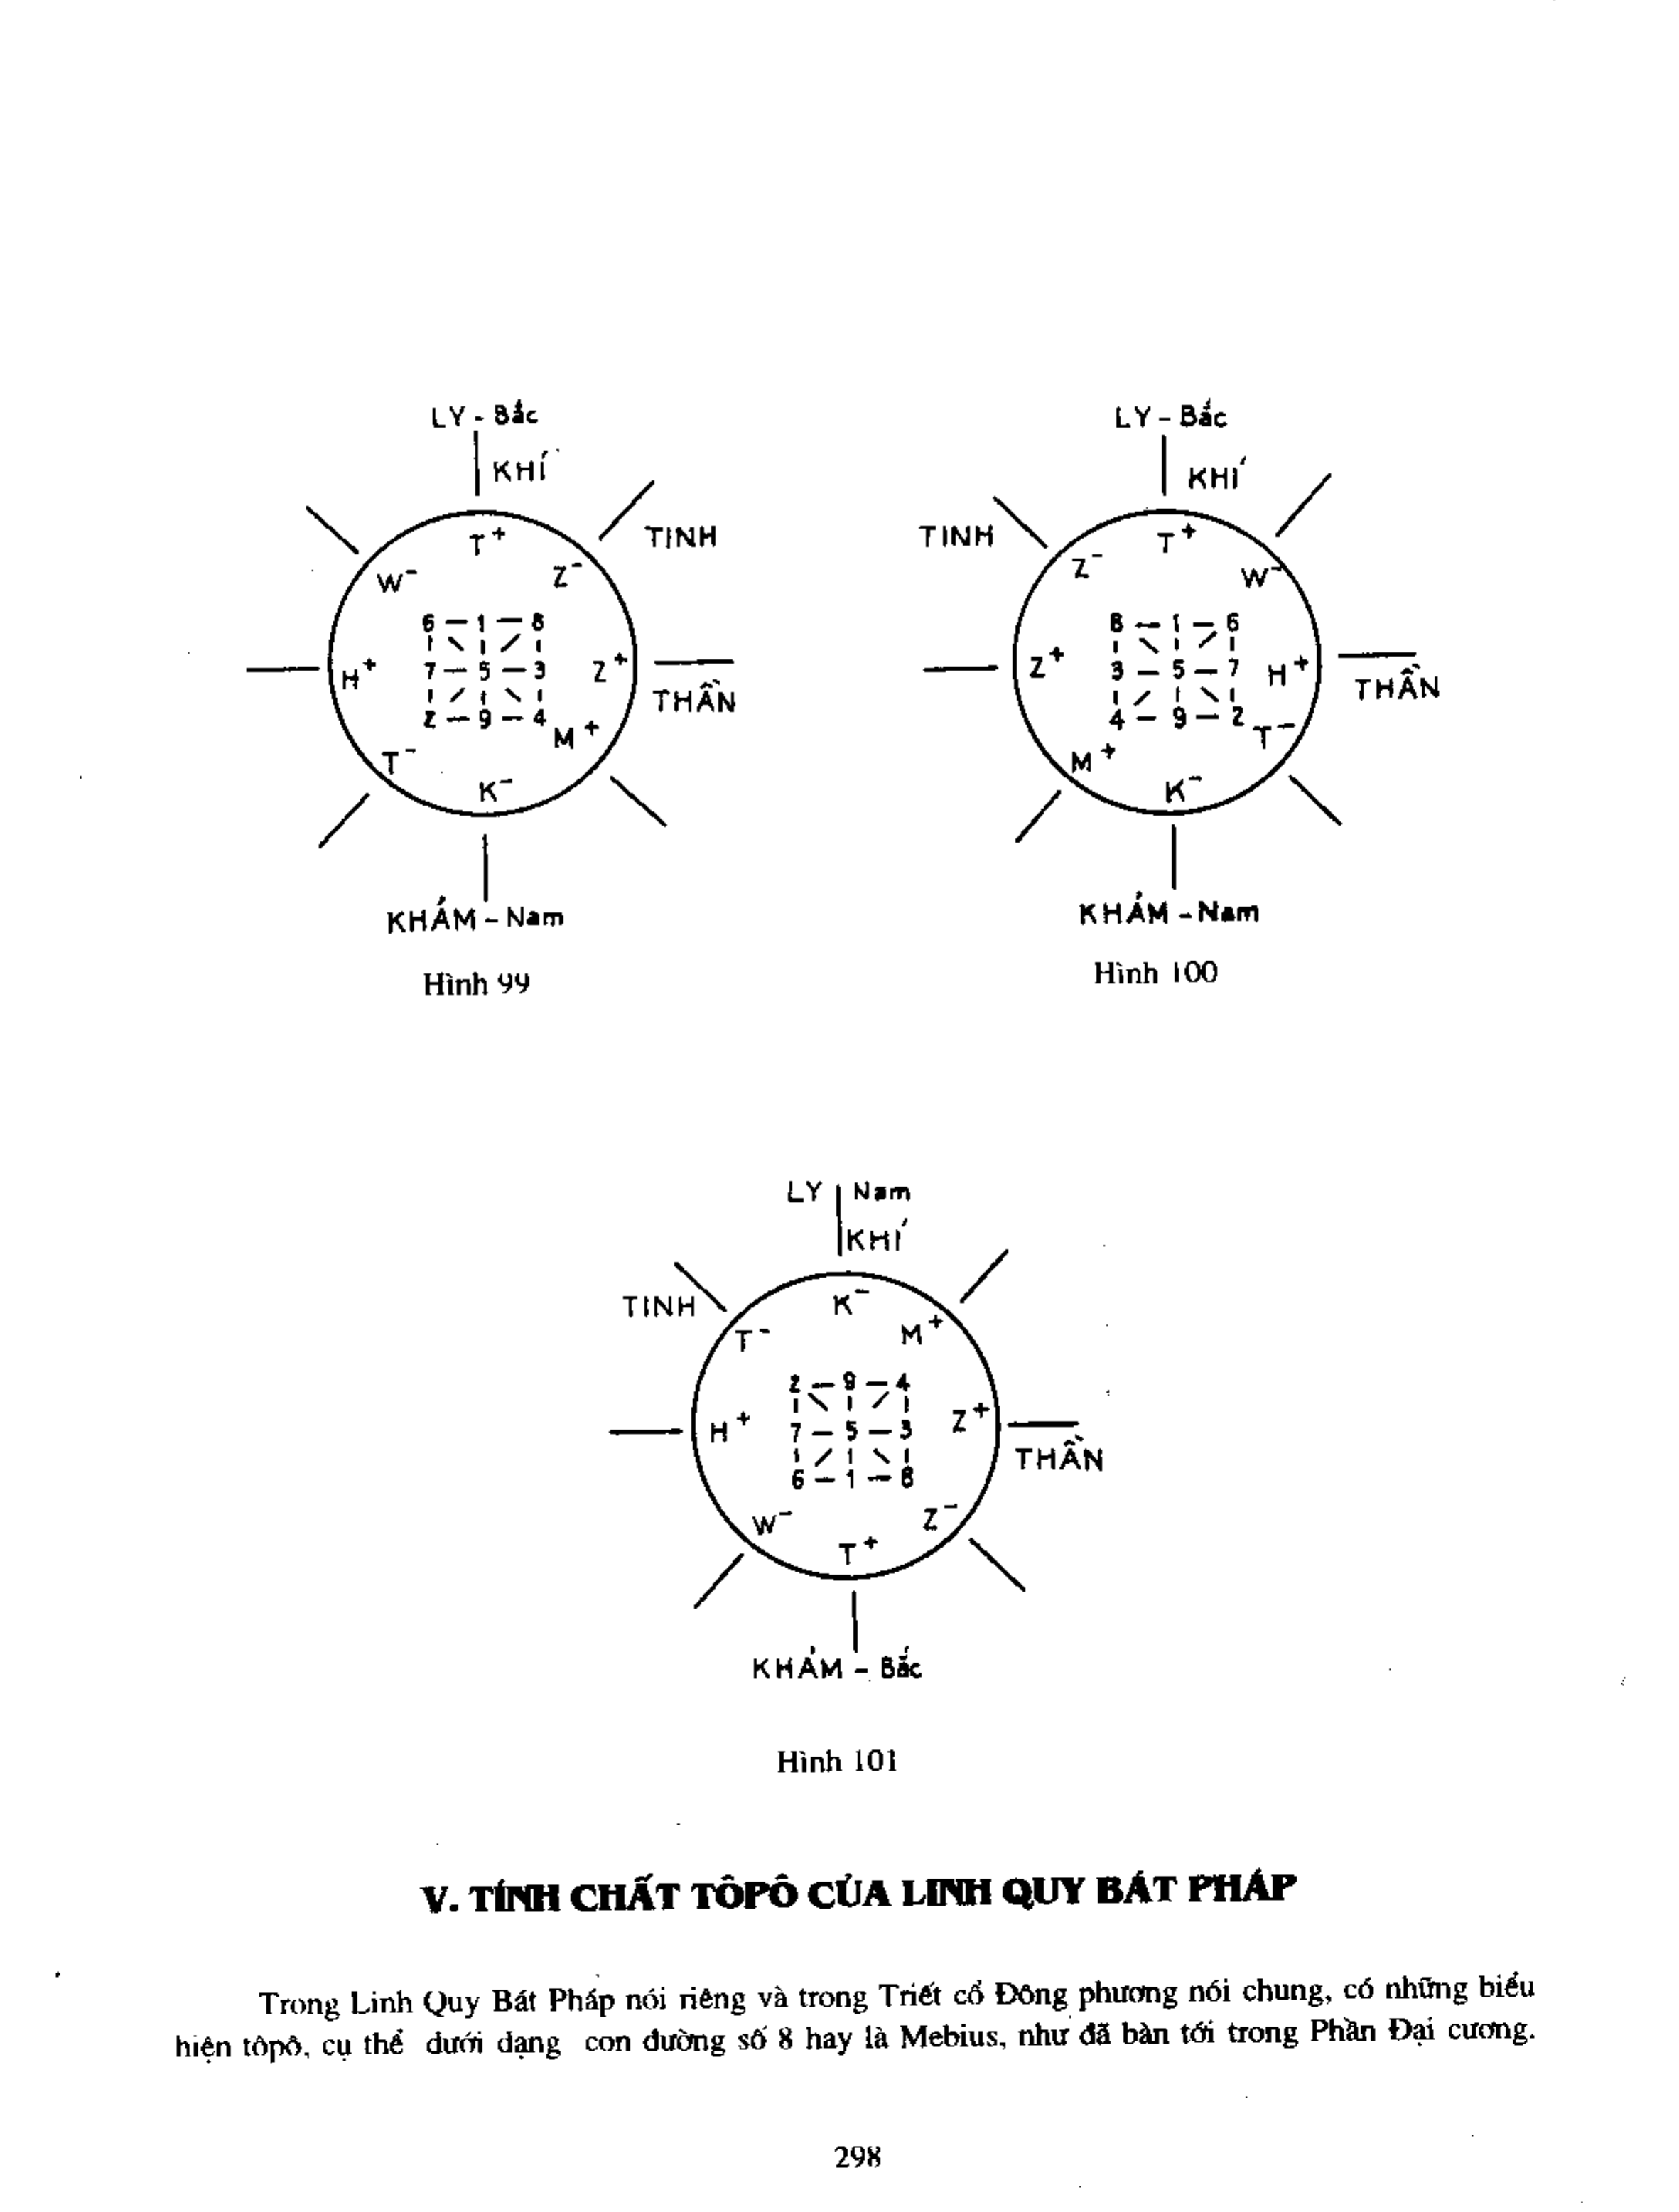 LY - Bắc
KHÍ
TINH
T+
W- Z-
6 — 1 — 8
H+ 7 — 5 — 3 Z+
THẦN
2 — 9 — 4
M+
T-
K-
KHẢM - Nam
Hình 99
LY - Bắc
KHÍ
TINH
T+
Z- W-
8 — 1 — 6
Z+ 3 — 5 — 7 H+
THẦN
4 — 9 — 2
T-
M+
K-
KHẢM - Nam
Hình 100
LY Nam
KHÍ
TINH
K-
T- M+
2 — 9 — 4
H+ 7 — 5 — 3 Z+
THẦN
6 — 1 — 8
W- Z-
T+
KHẢM - Bắc
Hình 101
V. TÍNH CHẤT TÔPÔ CỦA LINH QUY BÁT PHÁP
Trong Linh Quy Bát Pháp nói riêng và trong Triết cổ Đông phương nói chung, có những biểu
hiện tôpô, cụ thể dưới dạng con đường số 8 hay là Mebius, như đã bàn tới trong Phần Đại cương.
298